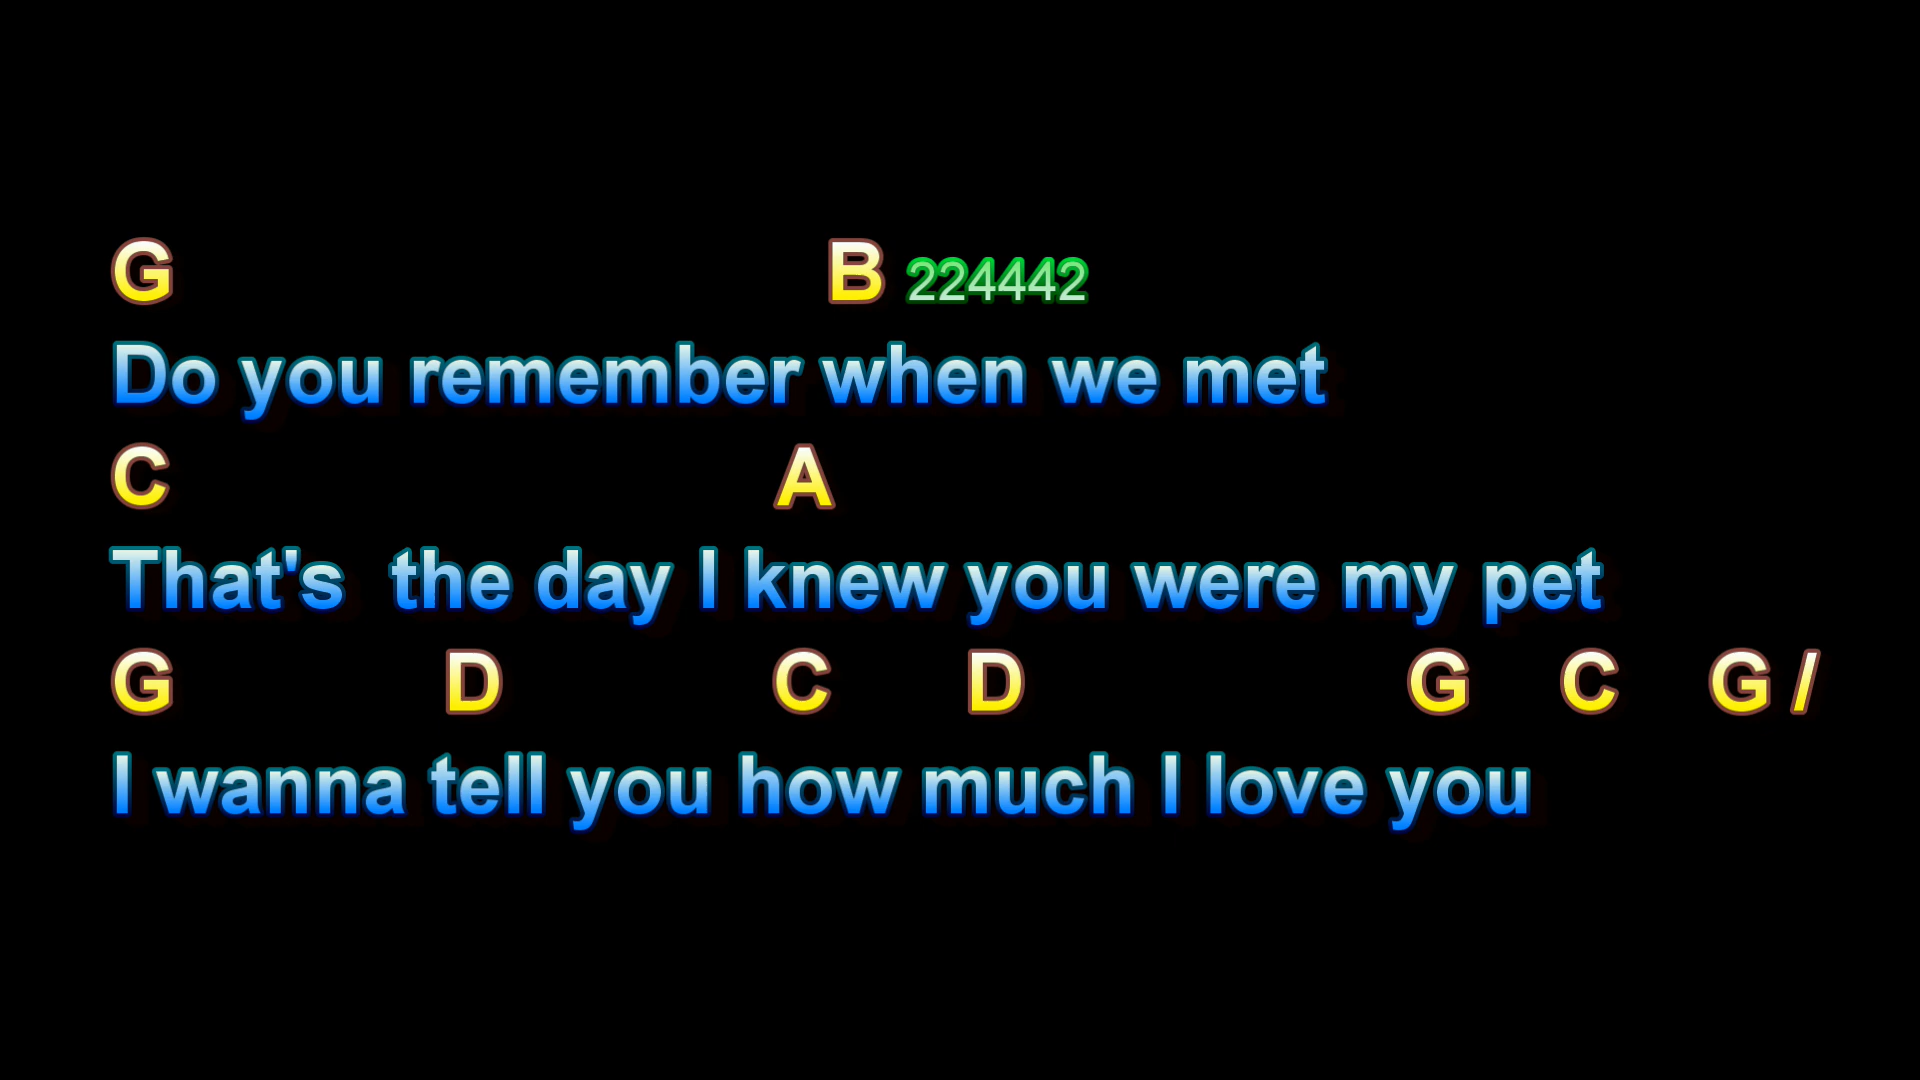 G B 224442
Do you remember when we met
C A
That's  the day I knew you were my pet
G D C D G C G /
I wanna tell you how much I love you